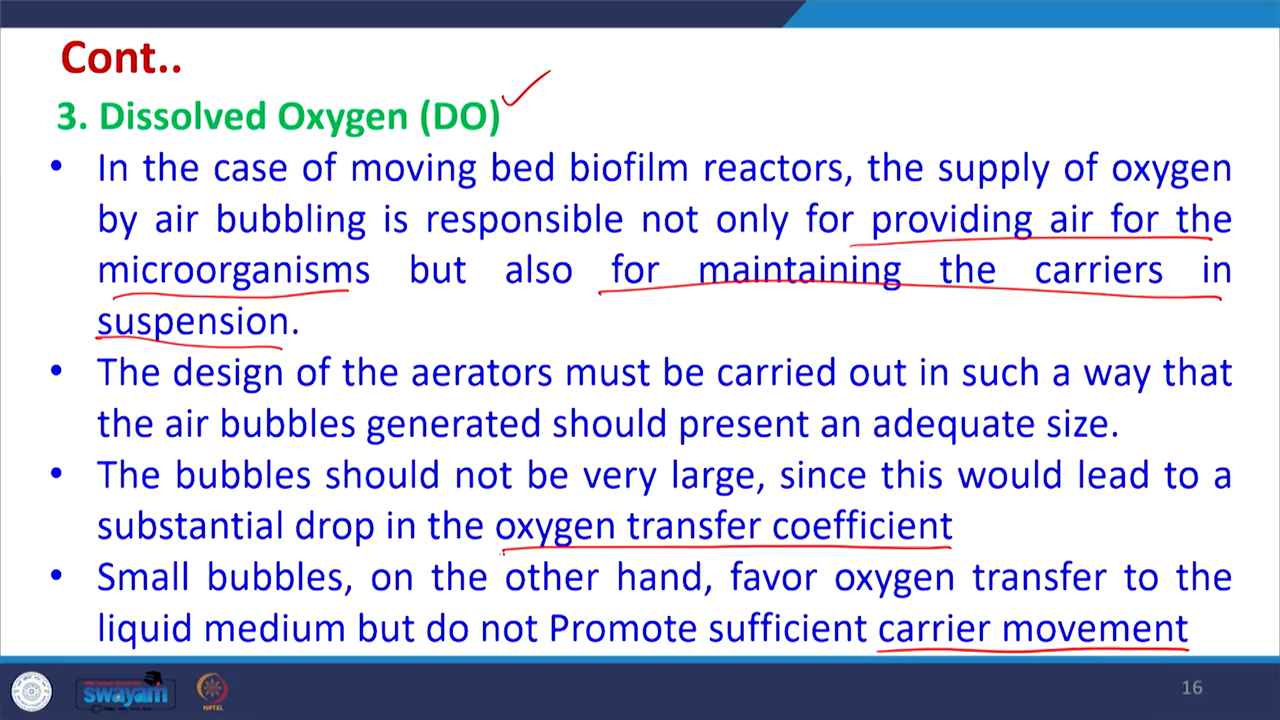 Cont..
3. Dissolved Oxygen (DO)
• In the case of moving bed biofilm reactors, the supply of oxygen
by air bubbling is responsible not only for providing air for the
microorganisms but also for maintaining the carriers in
suspension.
• The design of the aerators must be carried out in such a way that
the air bubbles generated should present an adequate size.
• The bubbles should not be very large, since this would lead to a
substantial drop in the oxygen transfer coefficient
• Small bubbles, on the other hand, favor oxygen transfer to the
liquid medium but do not Promote sufficient carrier movement
swayam
NPTEL
16